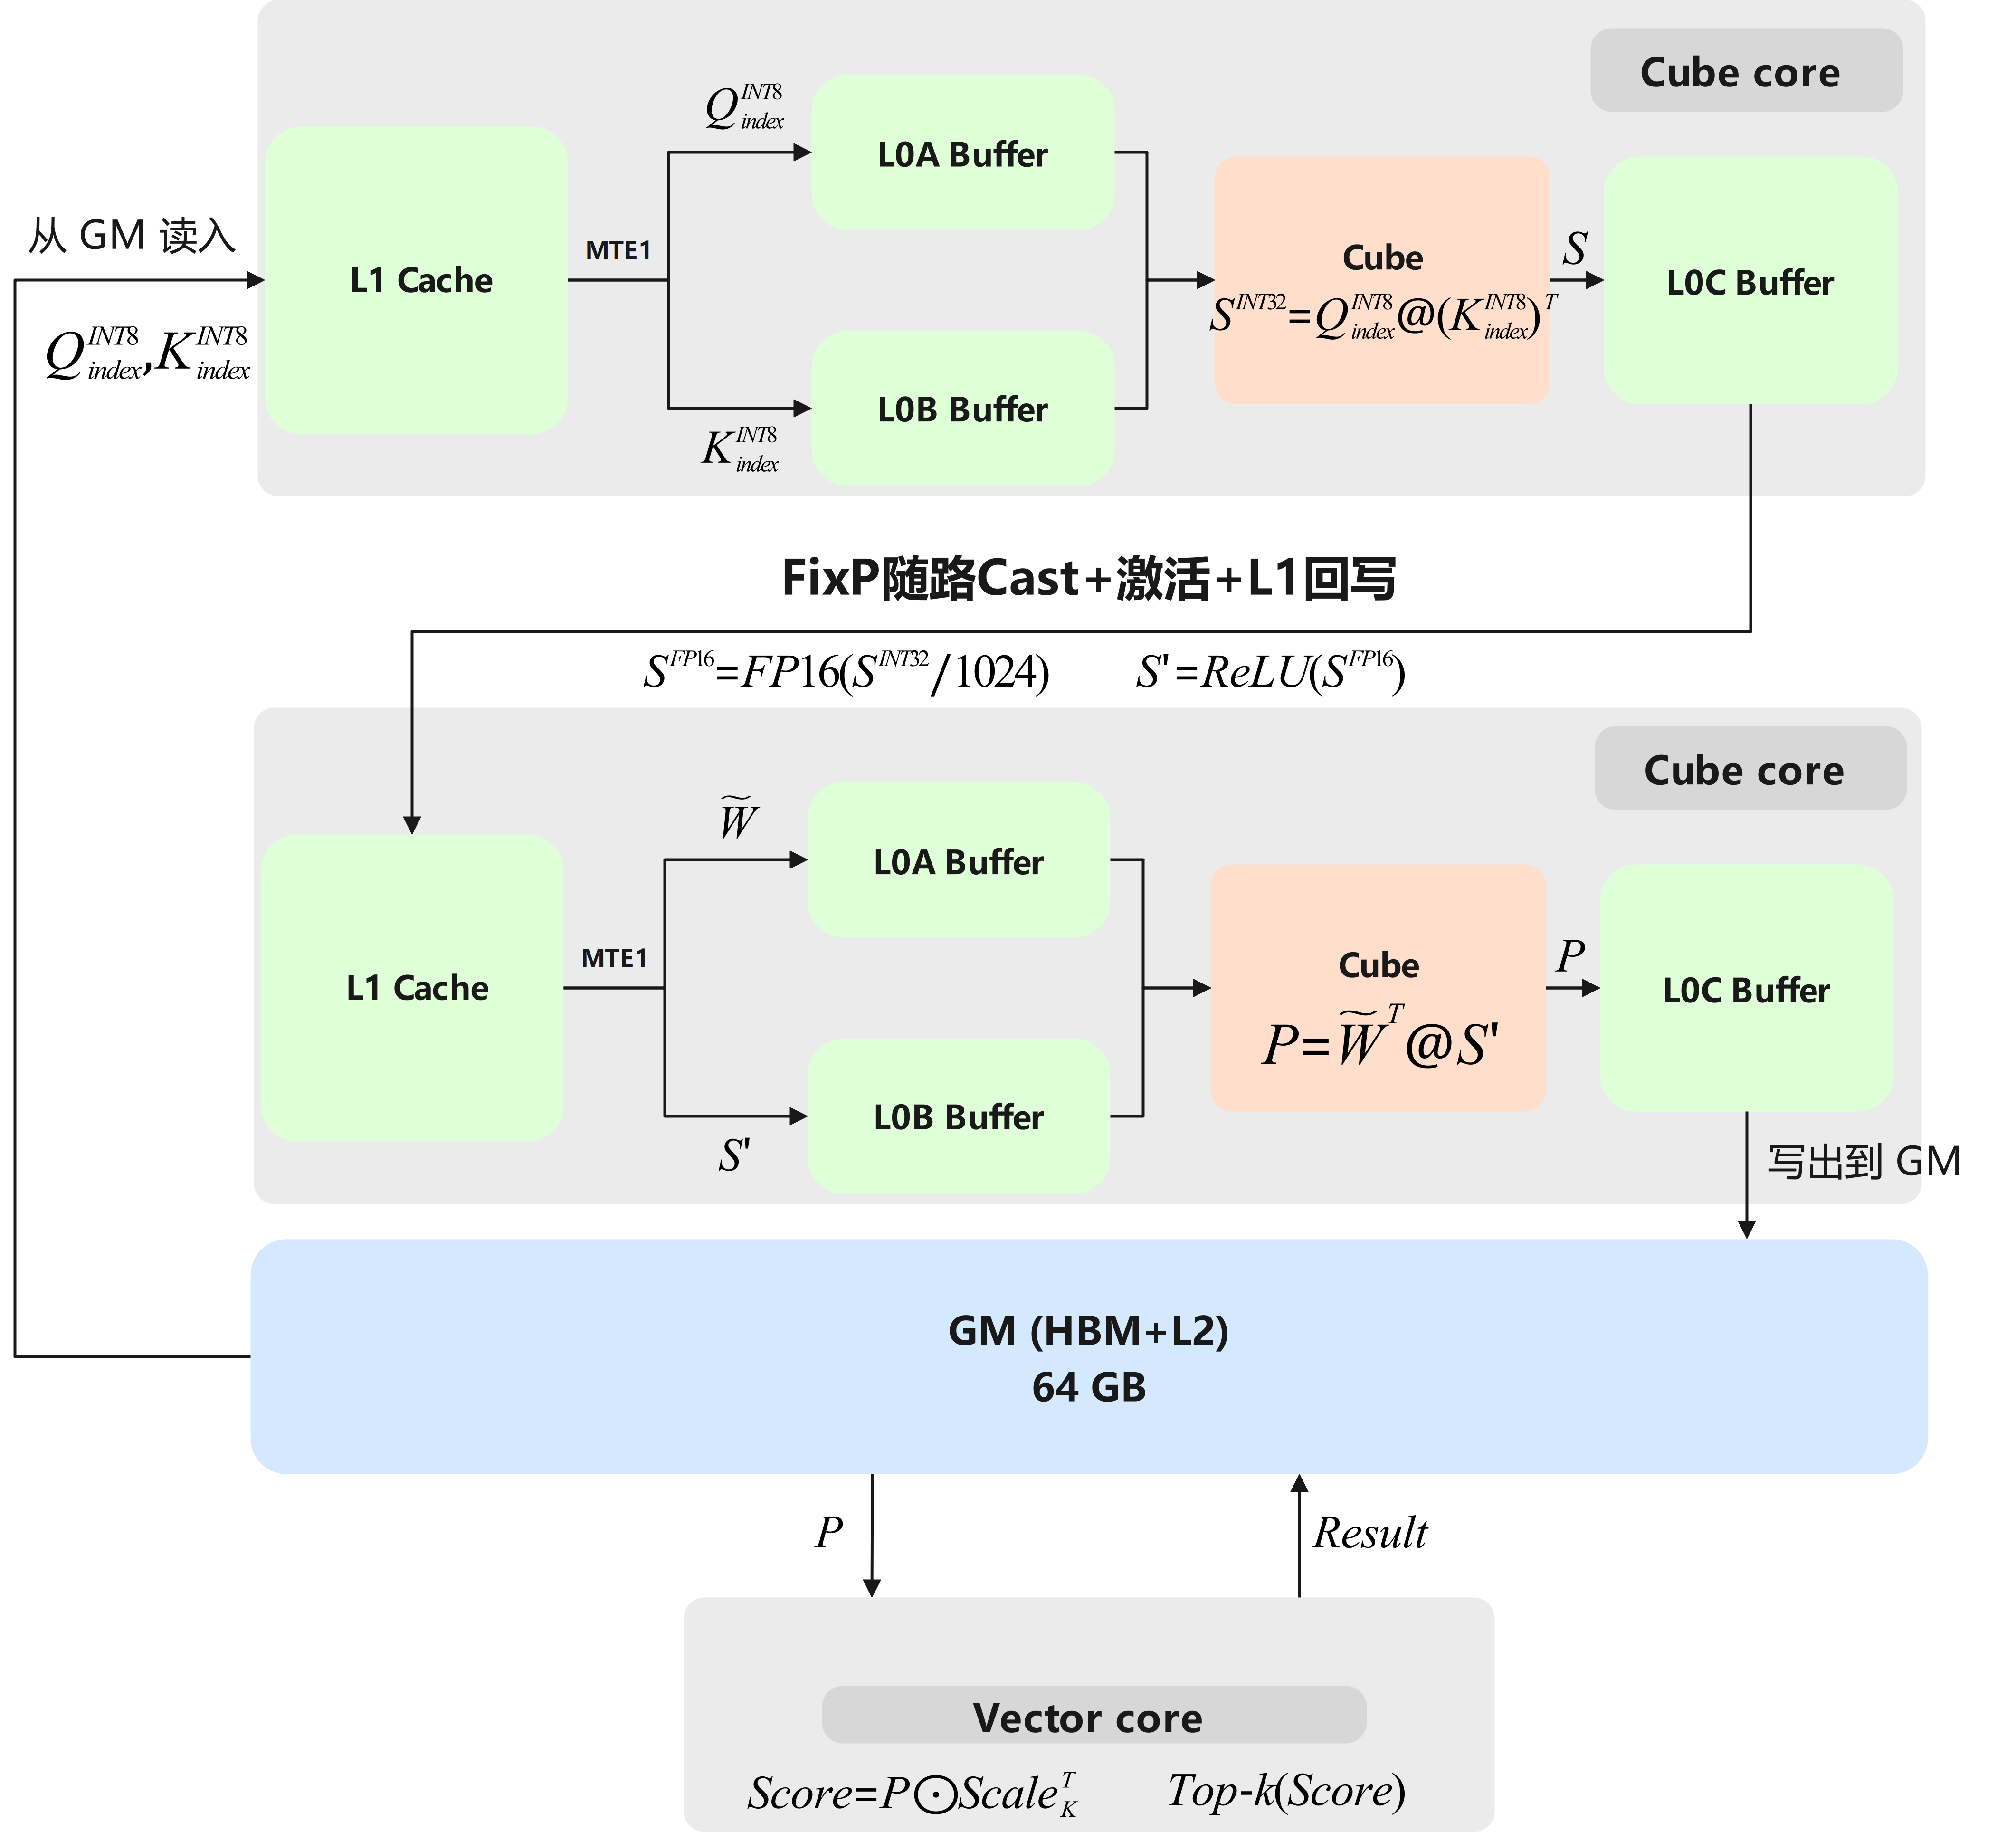 Cube core
Q_{index}^{INT8}
L0A Buffer
从 GM 读入
L1 Cache
MTE1
Cube
S
L0C Buffer
S^{INT32}=Q_{index}^{INT8}@(K_{index}^{INT8})^T
Q_{index}^{INT8},K_{index}^{INT8}
L0B Buffer
K_{index}^{INT8}
FixP随路Cast+激活+L1回写
S^{FP16}=FP16(S^{INT32}/1024)
S'=ReLU(S^{FP16})
Cube core
\widetilde{W}
L0A Buffer
L1 Cache
MTE1
Cube
P
L0C Buffer
P=\widetilde{W}^T@S'
L0B Buffer
S'
写出到 GM
GM (HBM+L2)
64 GB
P
Result
Vector core
Score=P⊙Scale_K^T
Top-k(Score)